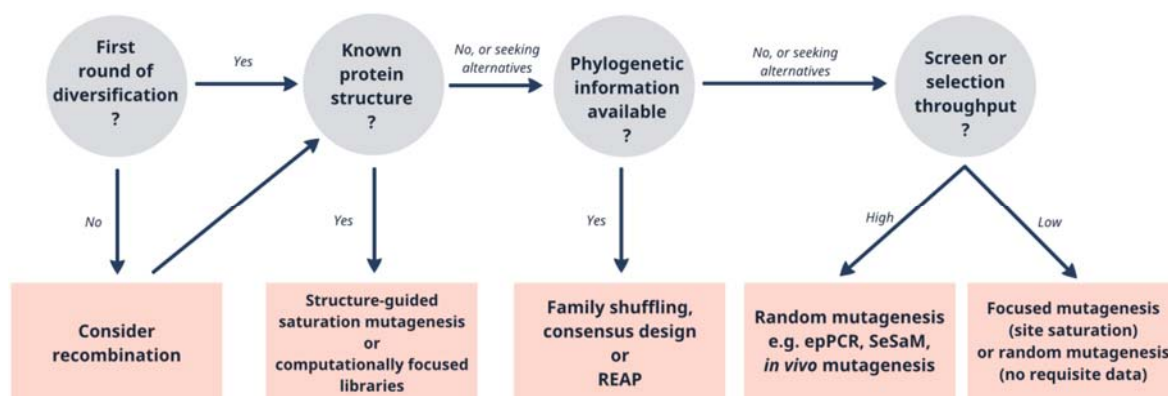 First
round of
diversification
?
Yes
Known
protein
structure
?
No, or seeking
alternatives
Phylogenetic
information
available
?
No, or seeking
alternatives
Screen or
selection
throughput
?
No
Yes
Yes
High
Low
Consider
recombination
Structure-guided
saturation mutagenesis
or
computationally focused
libraries
Family shuffling,
consensus design
or
REAP
Random mutagenesis
e.g. epPCR, SeSaM,
in vivo mutagenesis
Focused mutagenesis
(site saturation)
or random mutagenesis
(no requisite data)